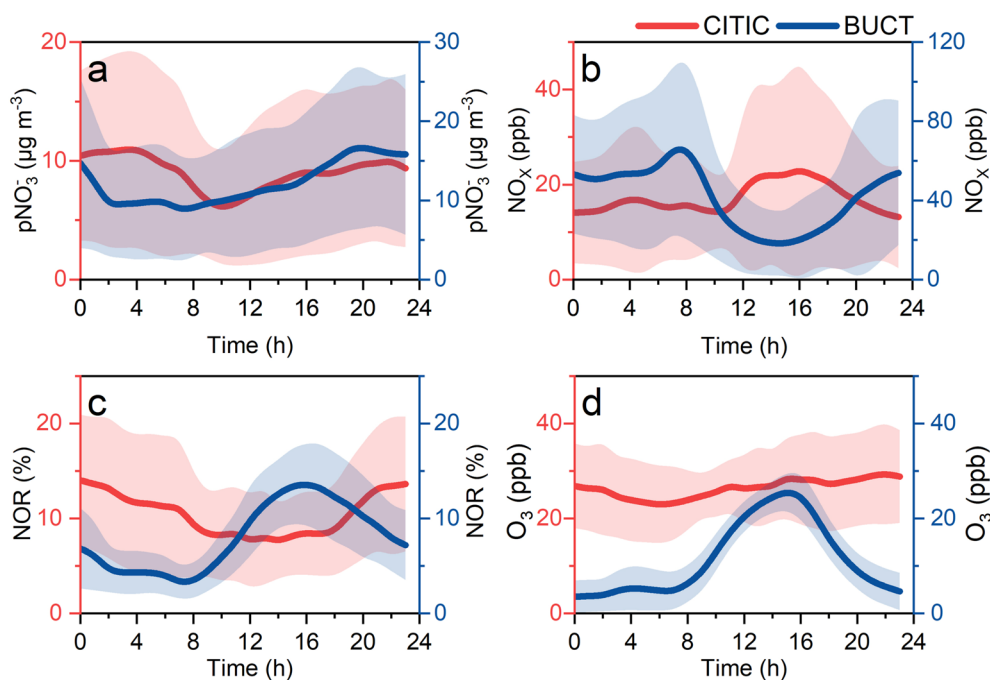 CITIC BUCT
a
pNO₃ (µg m⁻³)
20
10
0
pNO₃ (µg m⁻³)
30
20
10
0
0 4 8 12 16 20 24
Time (h)
b
NOₓ (ppb)
40
20
0
NOₓ (ppb)
120
80
40
0
0 4 8 12 16 20 24
Time (h)
c
NOR (%)
20
10
0
NOR (%)
20
10
0
0 4 8 12 16 20 24
Time (h)
d
O₃ (ppb)
40
20
0
O₃ (ppb)
40
20
0
0 4 8 12 16 20 24
Time (h)